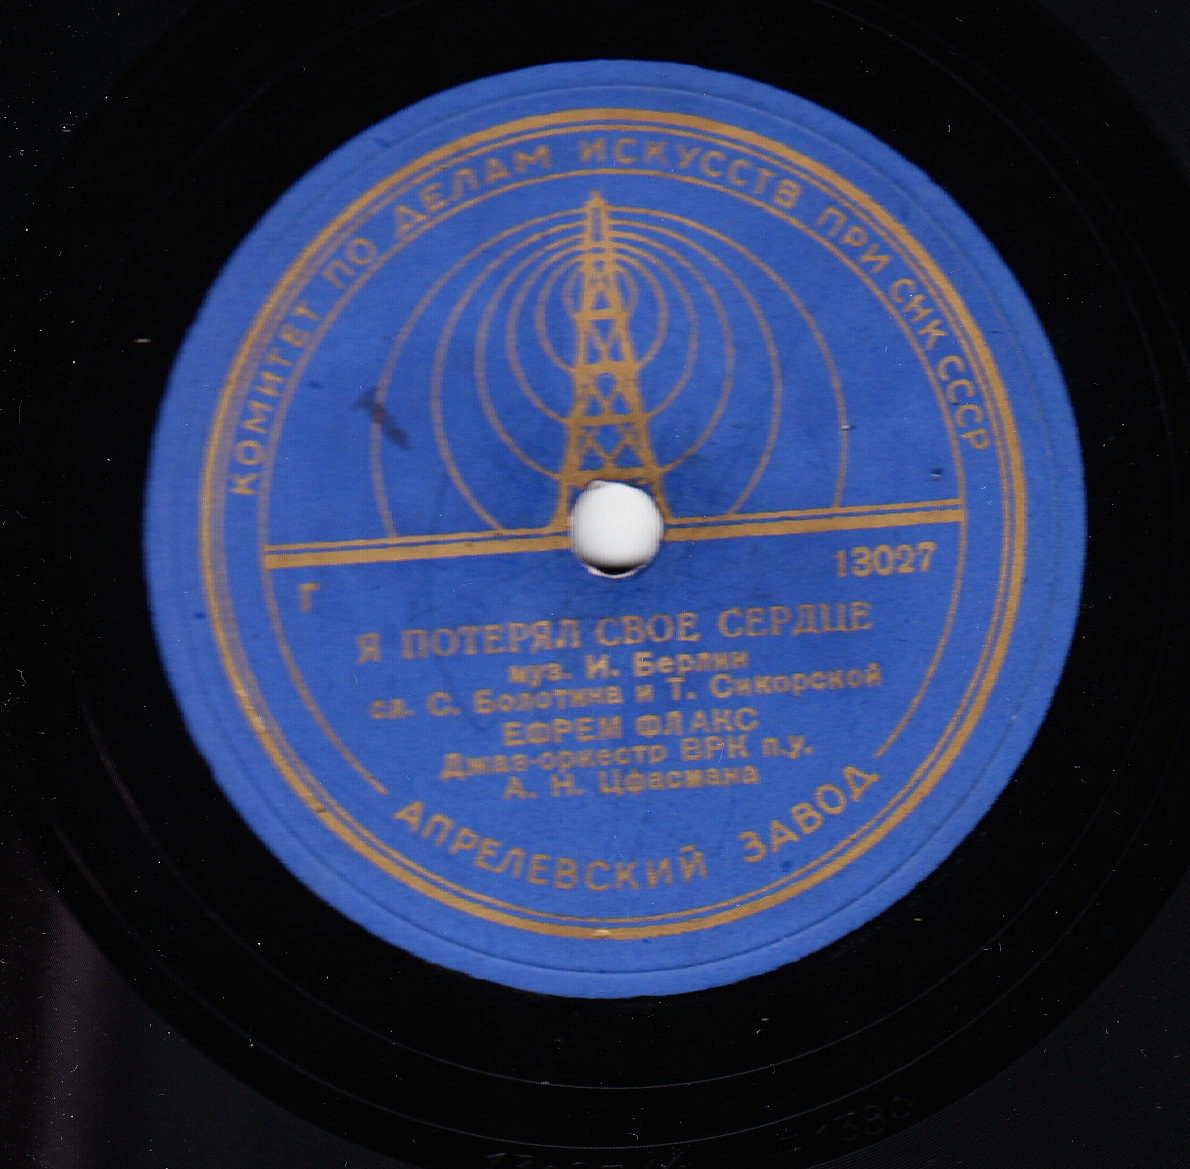 КОМИТЕТ ПО ДЕЛАМ ИСКУССТВ ПРИ СНК СССР
Г 13027
Я ПОТЕРЯЛ СВОЕ СЕРДЦЕ
муз. И. Берлин
сл. С. Болотина и Т. Сикорской
ЕФРЕМ ФЛАКС
Джаз-оркестр ВРК п.у.
А. Н. Цфасмана
АПРЕЛЕВСКИЙ ЗАВОД